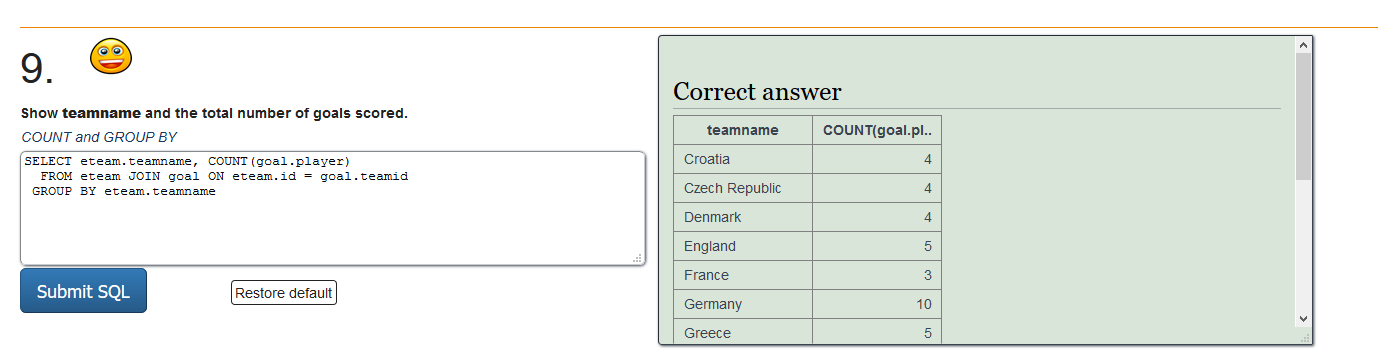 9.
Show teamname and the total number of goals scored.
COUNT and GROUP BY
SELECT eteam.teamname, COUNT(goal.player)
FROM eteam JOIN goal ON eteam.id = goal.teamid
GROUP BY eteam.teamname
Submit SQL
Restore default
Correct answer
teamname COUNT(goal.pl..
Croatia 4
Czech Republic 4
Denmark 4
England 5
France 3
Germany 10
Greece 5